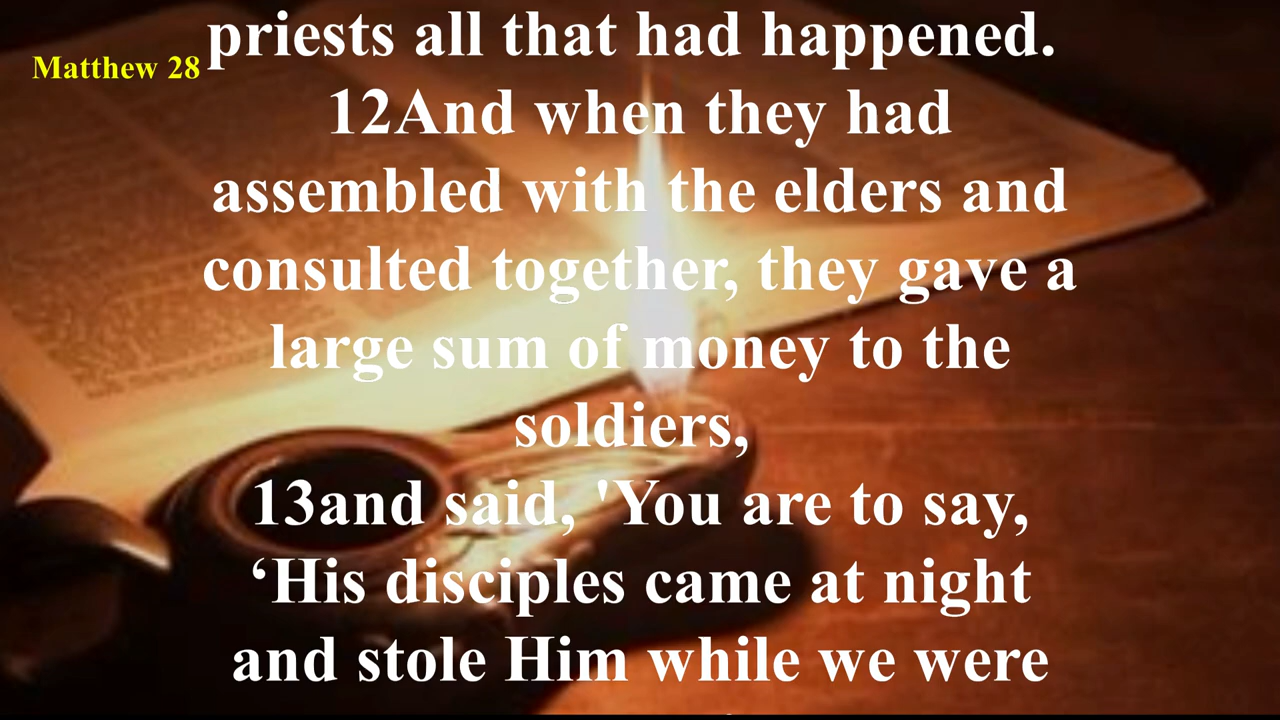 priests all that had happened.
Matthew 28
12And when they had
assembled with the elders and
consulted together, they gave a
large sum of money to the
soldiers,
13and said, 'You are to say,
‘His disciples came at night
and stole Him while we were